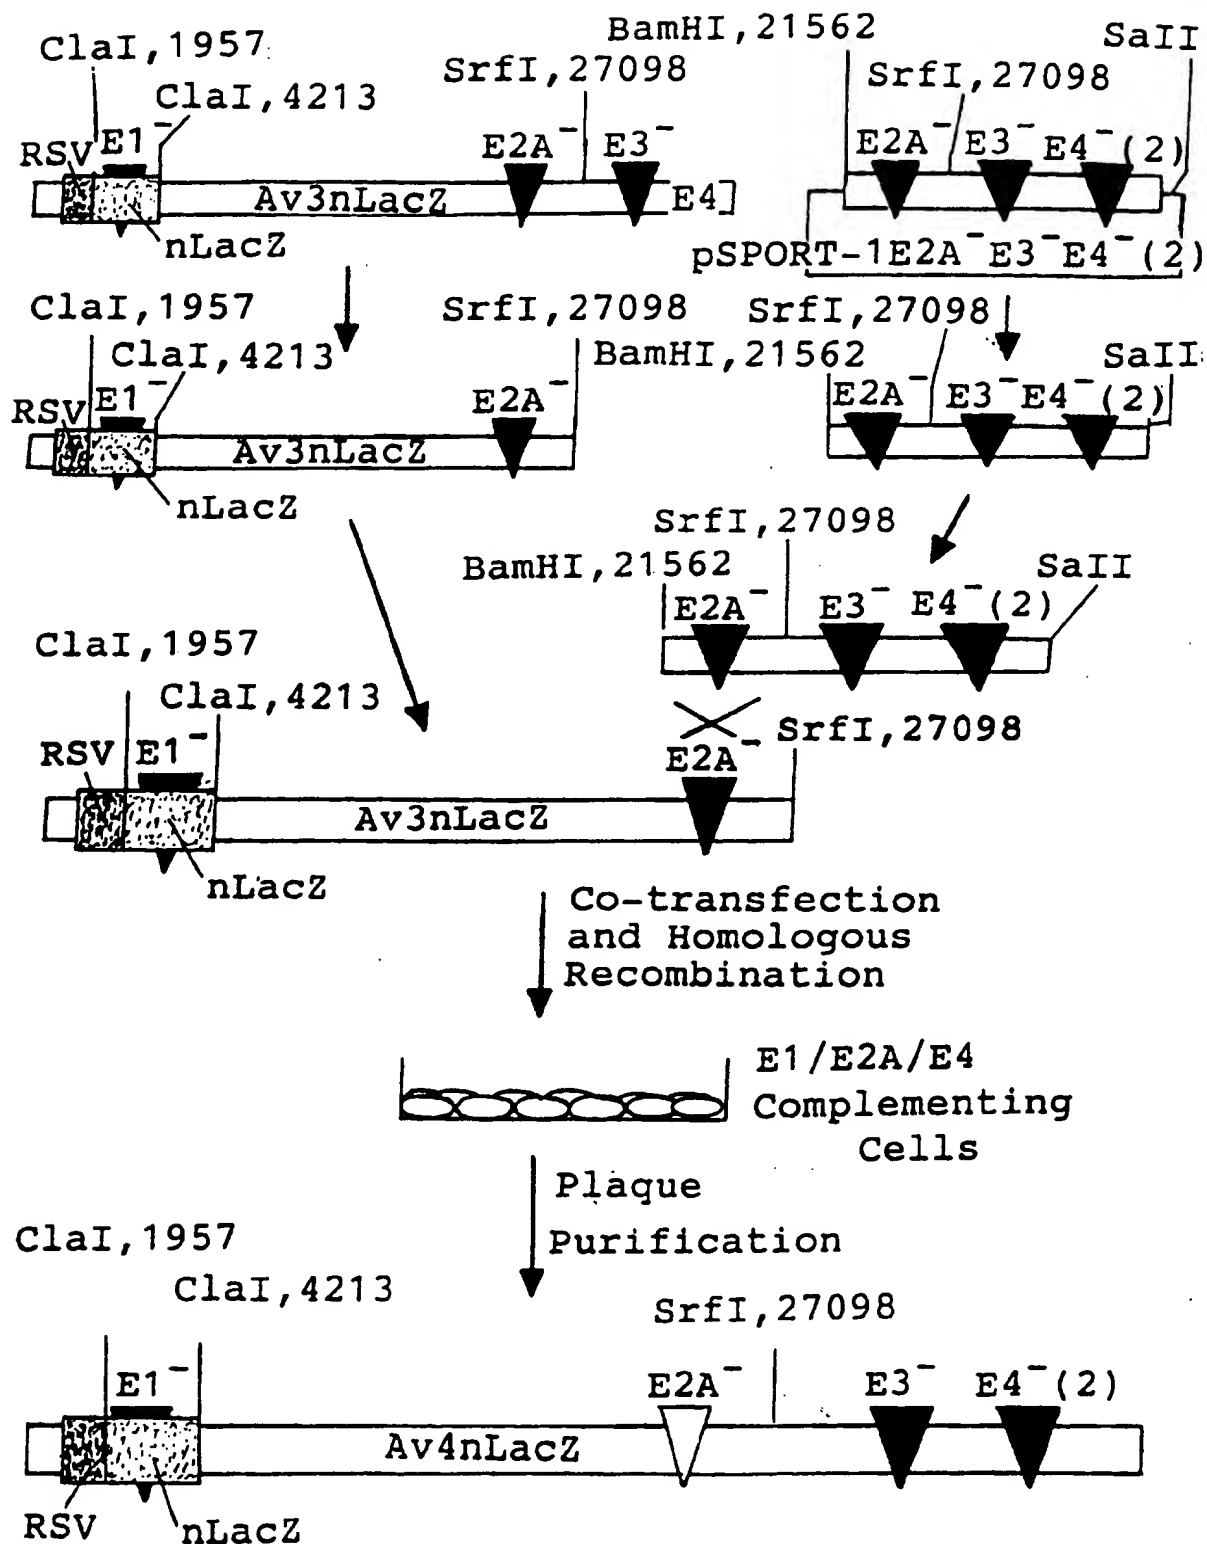 ClaI,1957
ClaI,4213
SrfI,27098
BamHI,21562
SrfI,27098
SaII
RSV
E1⁻
E2A⁻
E3⁻
E2A⁻
E3⁻
E4⁻(2)
Av3nLacZ
E4
nLacZ
pSPORT-1E2A⁻E3⁻E4⁻(2)
ClaI,1957
ClaI,4213
SrfI,27098
SrfI,27098
BamHI,21562
SaII
RSV
E1⁻
E2A⁻
E2A⁻
E3⁻E4⁻(2)
Av3nLacZ
nLacZ
SrfI,27098
BamHI,21562
SaII
E2A⁻
E3⁻
E4⁻(2)
ClaI,1957
ClaI,4213
SrfI,27098
RSV
E1⁻
E2A⁻
Av3nLacZ
nLacZ
Co-transfection
and Homologous
Recombination
E1/E2A/E4
Complementing
Cells
Plaque
Purification
ClaI,1957
ClaI,4213
SrfI,27098
E1⁻
E2A⁻
E3⁻
E4⁻(2)
Av4nLacZ
RSV
nLacZ